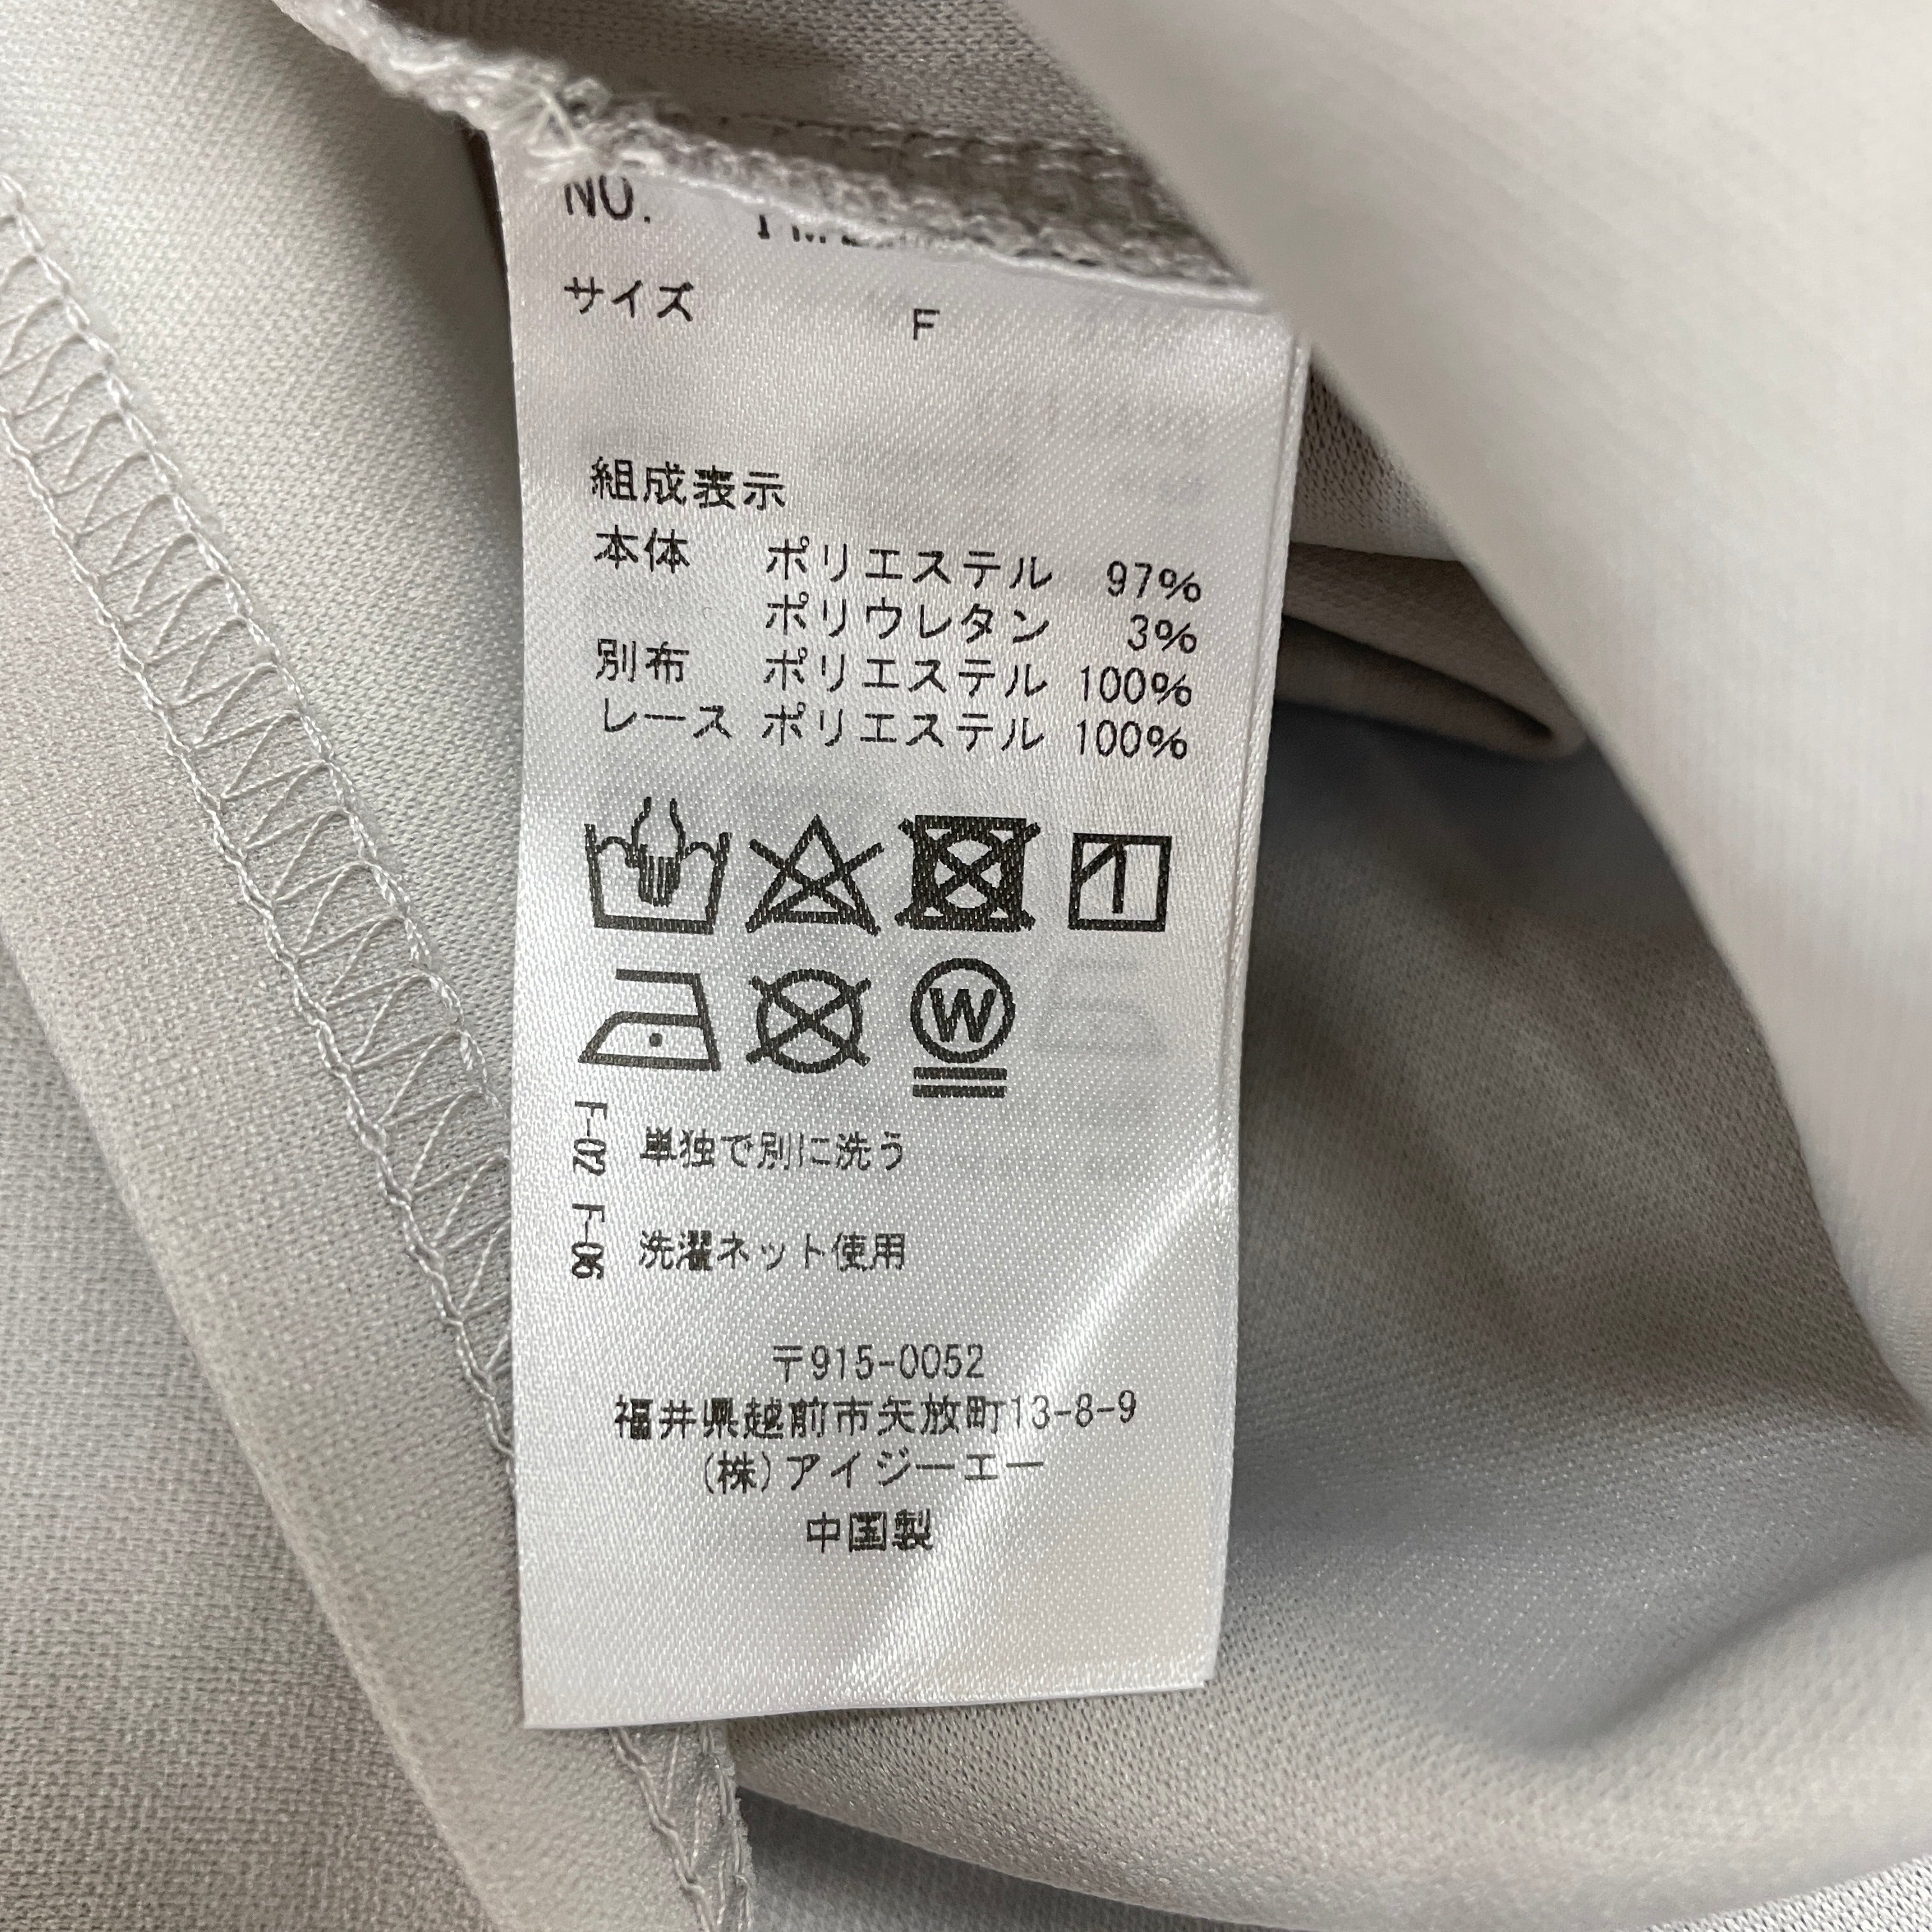 NO.
サイズ F
組成表示
本体 ポリエステル 97%
ポリウレタン 3%
別布 ポリエステル 100%
レース ポリエステル 100%
W
F-02 単独で別に洗う
F-06 洗濯ネット使用
〒915-0052
福井県越前市矢放町13-8-9
(株)アイジーエー
中国製